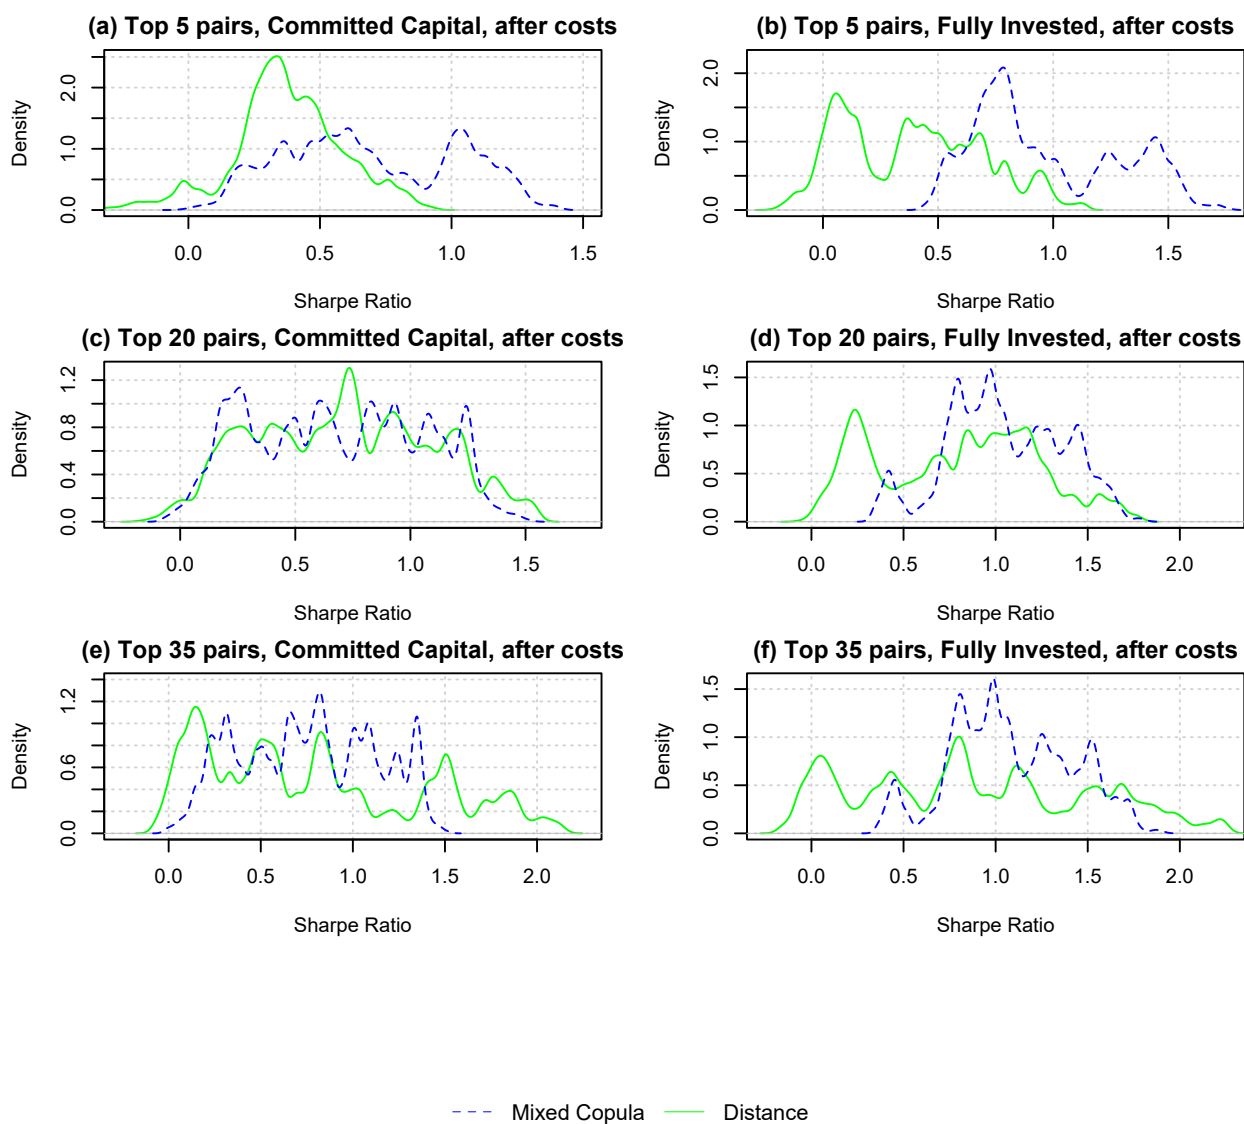 (a) Top 5 pairs, Committed Capital, after costs
Density
0.0 1.0 2.0
0.0 0.5 1.0 1.5
Sharpe Ratio
(b) Top 5 pairs, Fully Invested, after costs
Density
0.0 1.0 2.0
0.0 0.5 1.0 1.5
Sharpe Ratio
(c) Top 20 pairs, Committed Capital, after costs
Density
0.0 0.4 0.8 1.2
0.0 0.5 1.0 1.5
Sharpe Ratio
(d) Top 20 pairs, Fully Invested, after costs
Density
0.0 0.5 1.0 1.5
0.0 0.5 1.0 1.5 2.0
Sharpe Ratio
(e) Top 35 pairs, Committed Capital, after costs
Density
0.0 0.6 1.2
0.0 0.5 1.0 1.5 2.0
Sharpe Ratio
(f) Top 35 pairs, Fully Invested, after costs
Density
0.0 0.5 1.0 1.5
0.0 0.5 1.0 1.5 2.0
Sharpe Ratio
Mixed Copula Distance